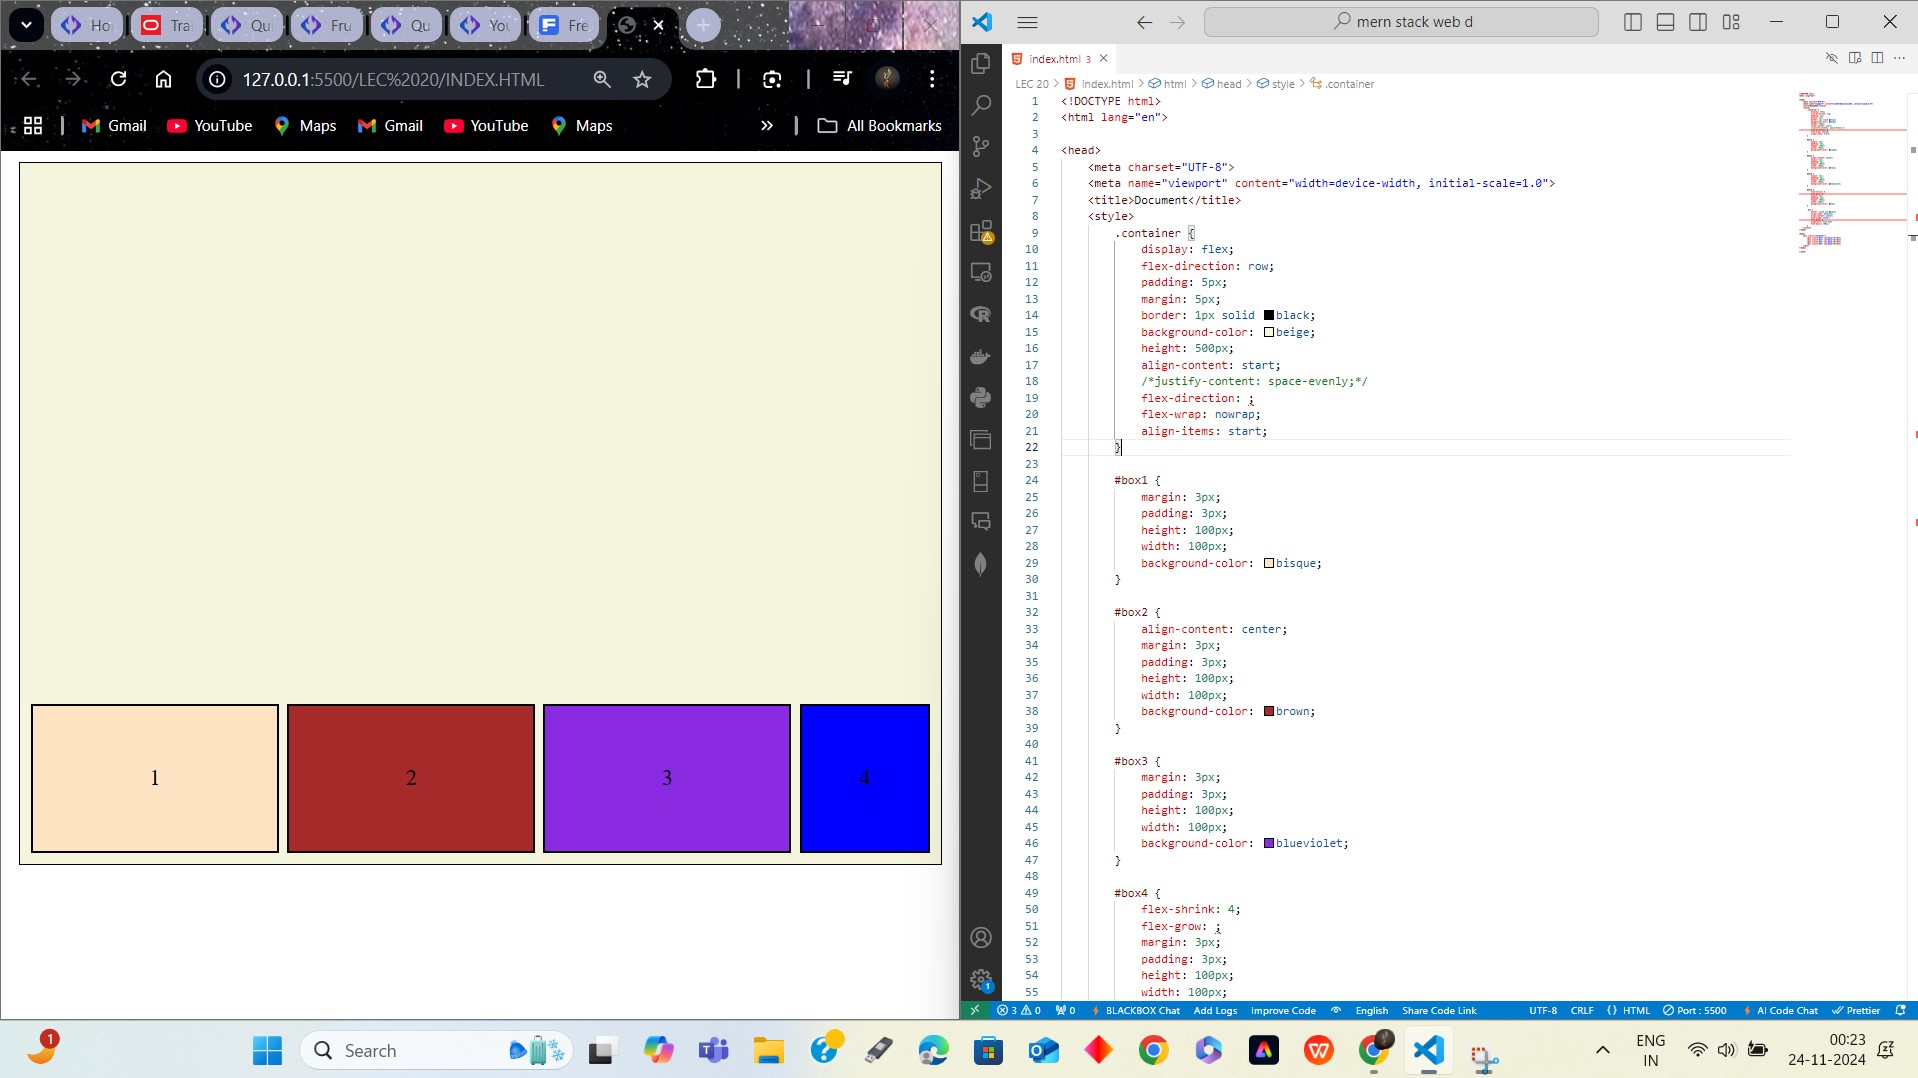 Ho
Tra
Qu
Fru
Qu
You
Fre
127.0.0.1:5500/LEC%2020/INDEX.HTML
Gmail
YouTube
Maps
Gmail
YouTube
Maps
»
All Bookmarks
1
2
3
4
mern stack web d
index.html 3
LEC 20 > index.html > html > head > style > .container
1 <!DOCTYPE html>
2 <html lang="en">
3
4 <head>
5 <meta charset="UTF-8">
6 <meta name="viewport" content="width=device-width, initial-scale=1.0">
7 <title>Document</title>
8 <style>
9 .container {
10 display: flex;
11 flex-direction: row;
12 padding: 5px;
13 margin: 5px;
14 border: 1px solid black;
15 background-color: beige;
16 height: 500px;
17 align-content: start;
18 /*justify-content: space-evenly;*/
19 flex-direction: ;
20 flex-wrap: nowrap;
21 align-items: start;
22 }
23
24 #box1 {
25 margin: 3px;
26 padding: 3px;
27 height: 100px;
28 width: 100px;
29 background-color: bisque;
30 }
31
32 #box2 {
33 align-content: center;
34 margin: 3px;
35 padding: 3px;
36 height: 100px;
37 width: 100px;
38 background-color: brown;
39 }
40
41 #box3 {
42 margin: 3px;
43 padding: 3px;
44 height: 100px;
45 width: 100px;
46 background-color: blueviolet;
47 }
48
49 #box4 {
50 flex-shrink: 4;
51 flex-grow: ;
52 margin: 3px;
53 padding: 3px;
54 height: 100px;
55 width: 100px;
1
3 0 0 BLACKBOX Chat Add Logs Improve Code English Share Code Link UTF-8 CRLF {} HTML Port : 5500 AI Code Chat Prettier
1
Search
ENG
IN
00:23
24-11-2024